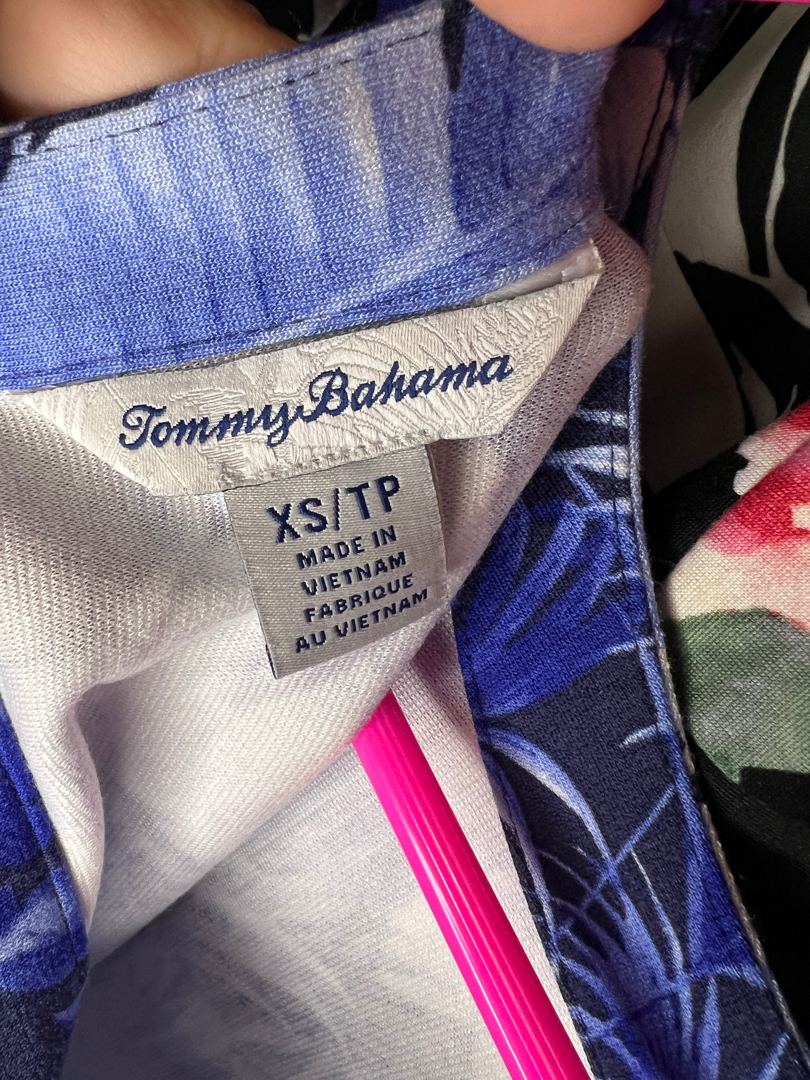 Tommy Bahama
XS/TP
MADE IN
VIETNAM
FABRIQUE
AU VIETNAM